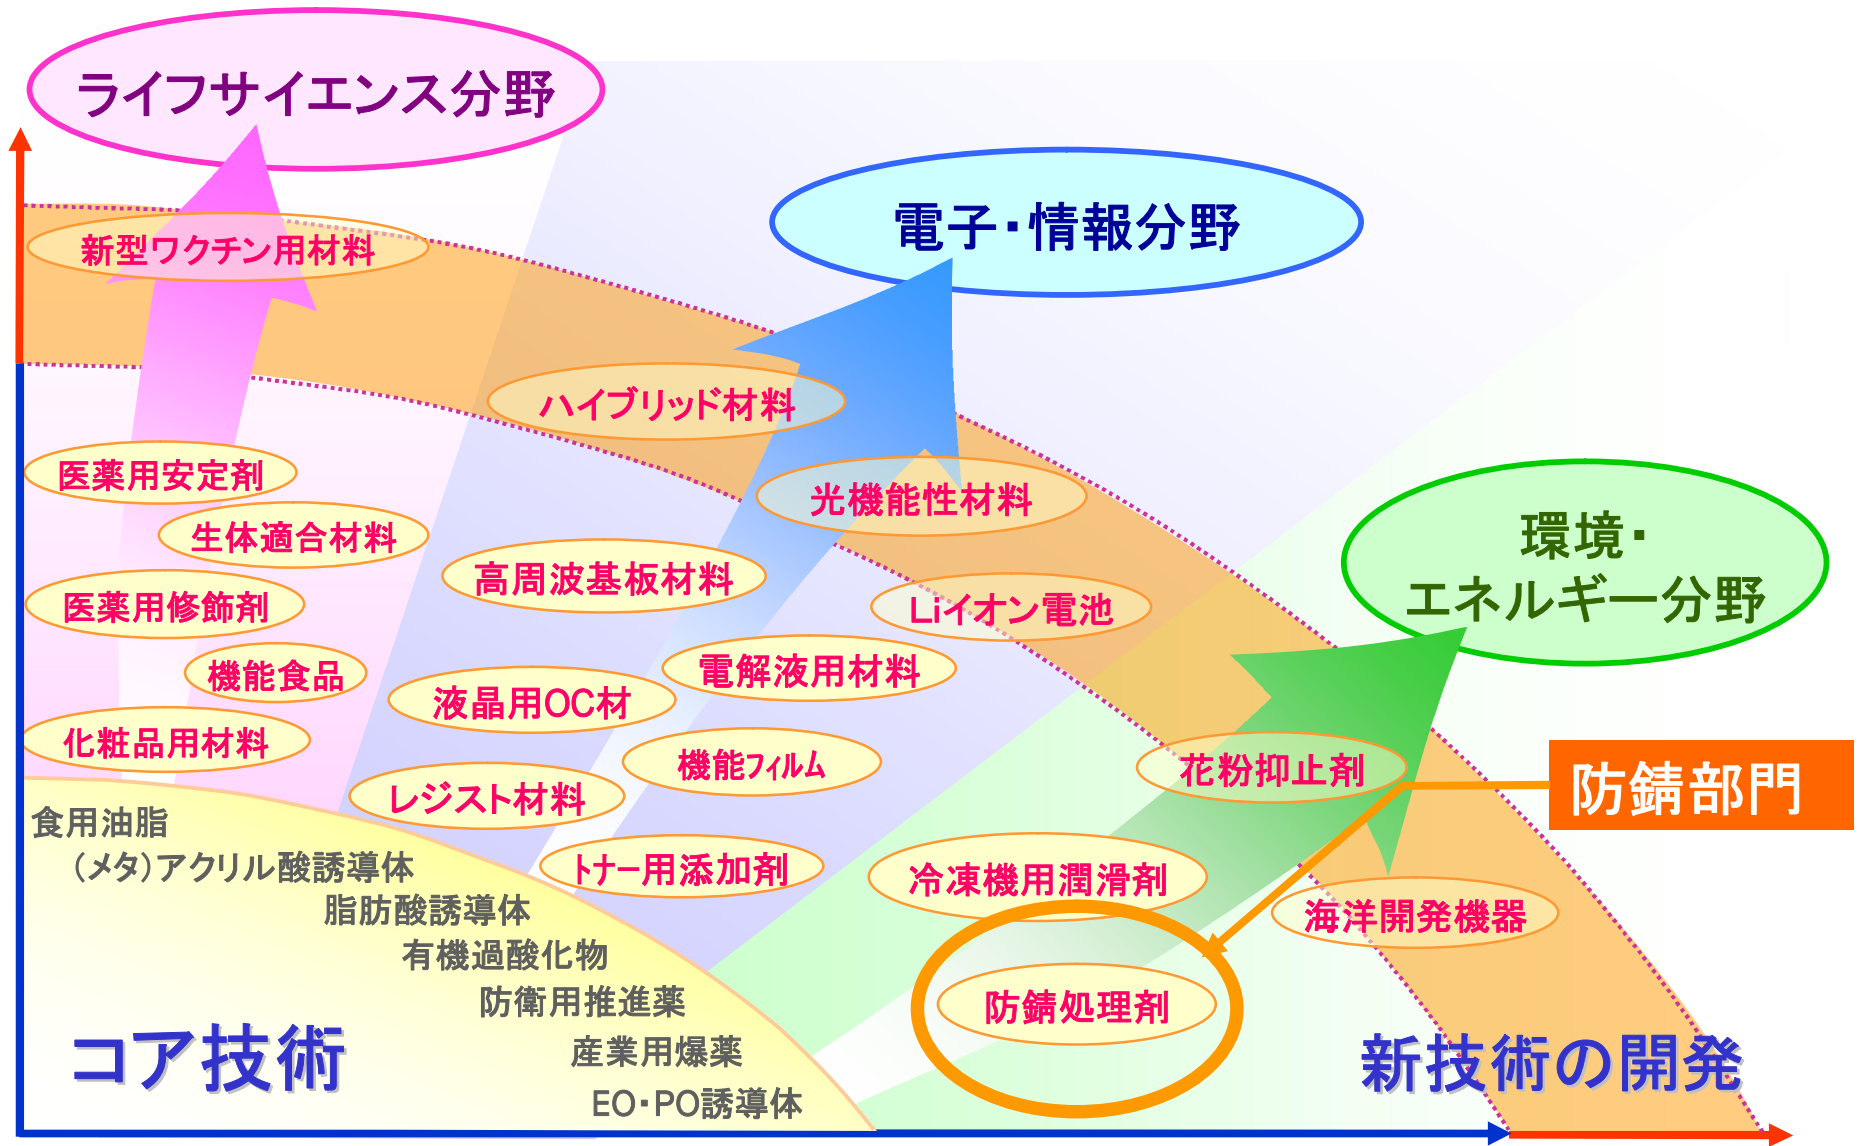 ライフサイエンス分野
電子・情報分野
新型ワクチン用材料
ハイブリッド材料
医薬用安定剤
光機能性材料
生体適合材料
環境・
エネルギー分野
高周波基板材料
医薬用修飾剤
Liイオン電池
機能食品
電解液用材料
液晶用OC材
化粧品用材料
機能フィルム
花粉抑止剤
防錆部門
レジスト材料
食用油脂
(メタ)アクリル酸誘導体
トナー用添加剤
冷凍機用潤滑剤
脂肪酸誘導体
海洋開発機器
有機過酸化物
防衛用推進薬
防錆処理剤
産業用爆薬
コア技術
新技術の開発
EO・PO誘導体